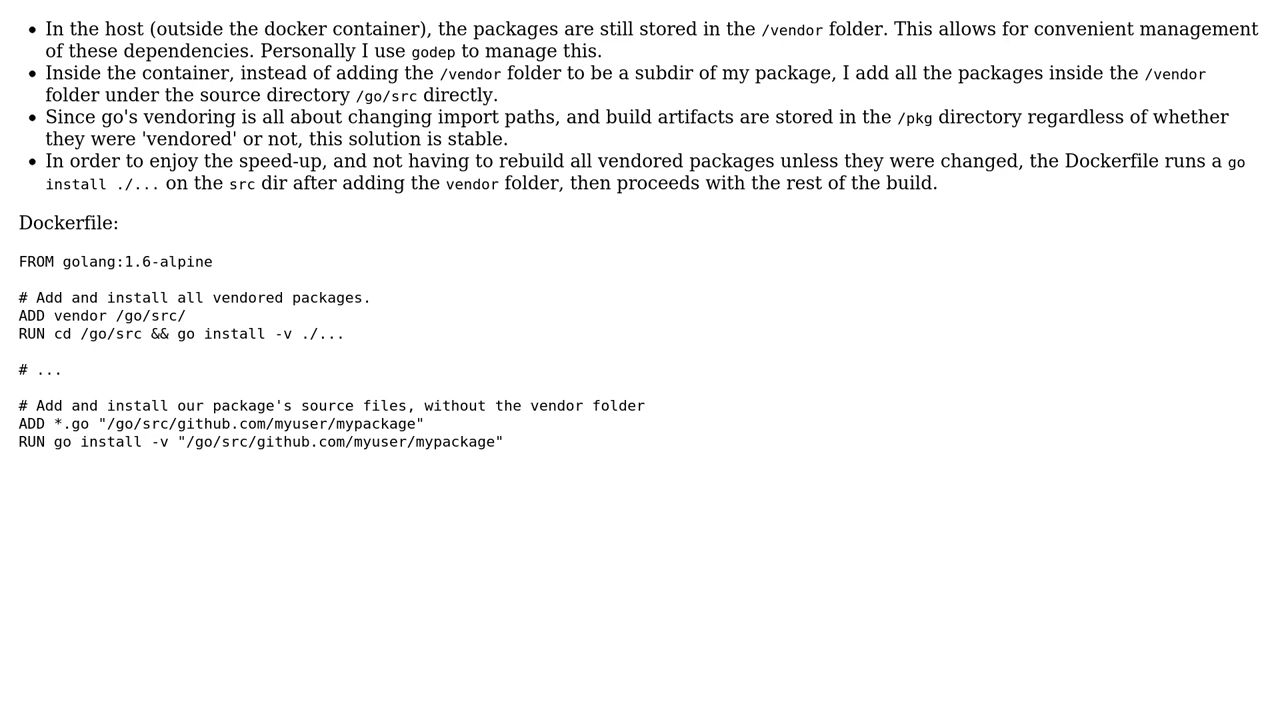 In the host (outside the docker container), the packages are still stored in the /vendor folder. This allows for convenient management
of these dependencies. Personally I use godep to manage this.
Inside the container, instead of adding the /vendor folder to be a subdir of my package, I add all the packages inside the /vendor
folder under the source directory /go/src directly.
Since go's vendoring is all about changing import paths, and build artifacts are stored in the /pkg directory regardless of whether
they were 'vendored' or not, this solution is stable.
In order to enjoy the speed-up, and not having to rebuild all vendored packages unless they were changed, the Dockerfile runs a go
install ./... on the src dir after adding the vendor folder, then proceeds with the rest of the build.
Dockerfile:
FROM golang:1.6-alpine
# Add and install all vendored packages.
ADD vendor /go/src/
RUN cd /go/src && go install -v ./...
# ...
# Add and install our package's source files, without the vendor folder
ADD *.go "/go/src/github.com/myuser/mypackage"
RUN go install -v "/go/src/github.com/myuser/mypackage"